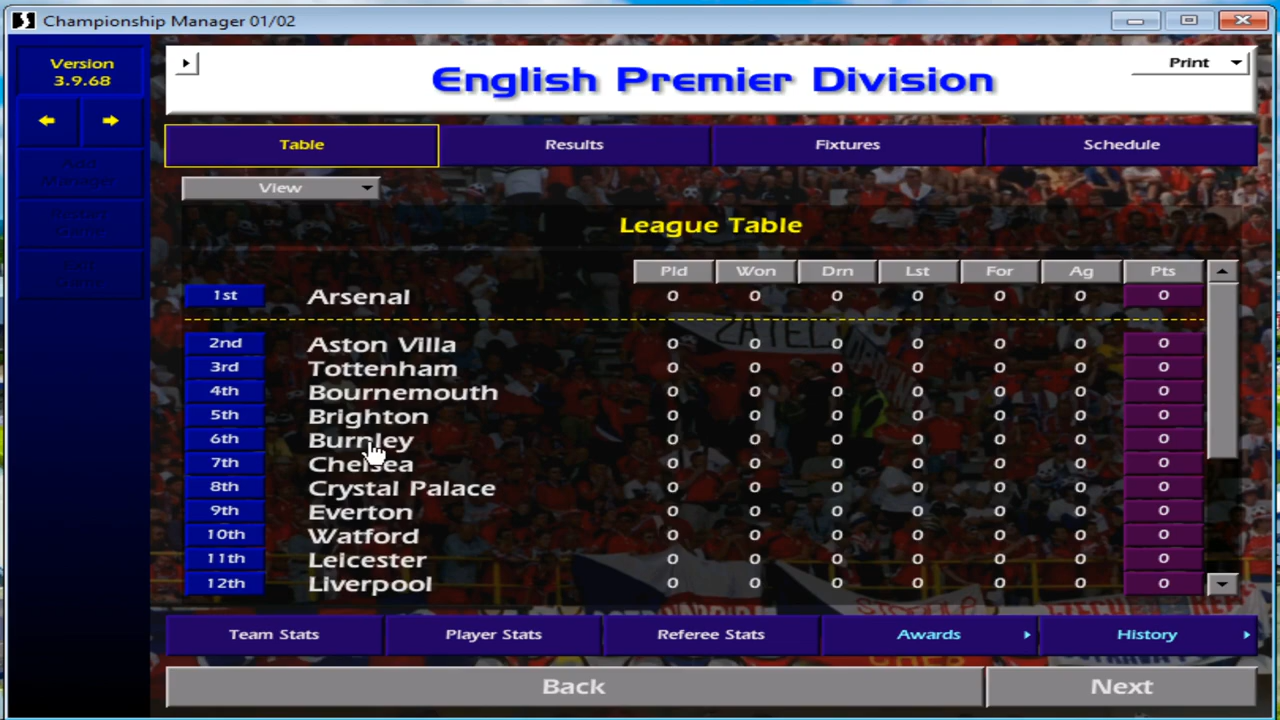 Championship Manager 01/02
Version
3.9.68
Add
Manager
Restart
Game
Exit
Game
English Premier Division
Print
Table Results Fixtures Schedule
View
League Table
Pld Won Drn Lst For Ag Pts
1st Arsenal 0 0 0 0 0 0 0
2nd Aston Villa 0 0 0 0 0 0 0
3rd Tottenham 0 0 0 0 0 0 0
4th Bournemouth 0 0 0 0 0 0 0
5th Brighton 0 0 0 0 0 0 0
6th Burnley 0 0 0 0 0 0 0
7th Chelsea 0 0 0 0 0 0 0
8th Crystal Palace 0 0 0 0 0 0 0
9th Everton 0 0 0 0 0 0 0
10th Watford 0 0 0 0 0 0 0
11th Leicester 0 0 0 0 0 0 0
12th Liverpool 0 0 0 0 0 0 0
Team Stats Player Stats Referee Stats Awards History
Back Next